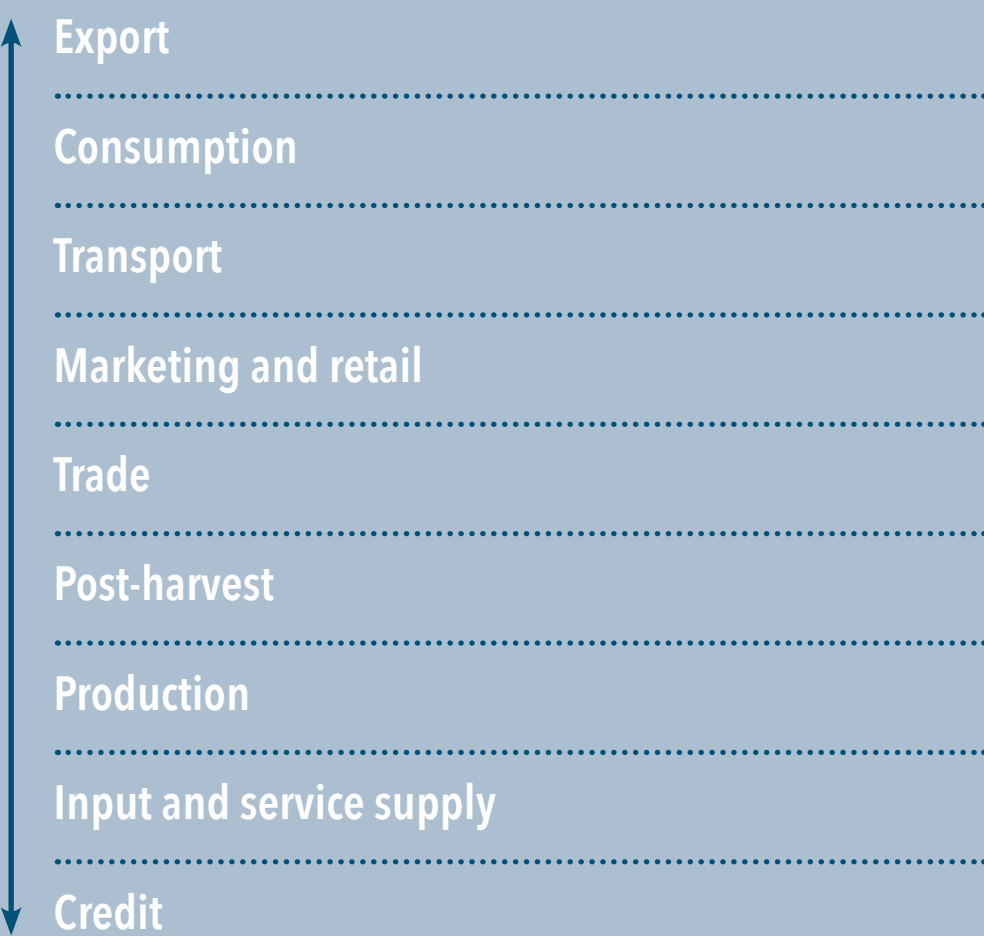 Export
Consumption
Transport
Marketing and retail
Trade
Post-harvest
Production
Input and service supply
Credit